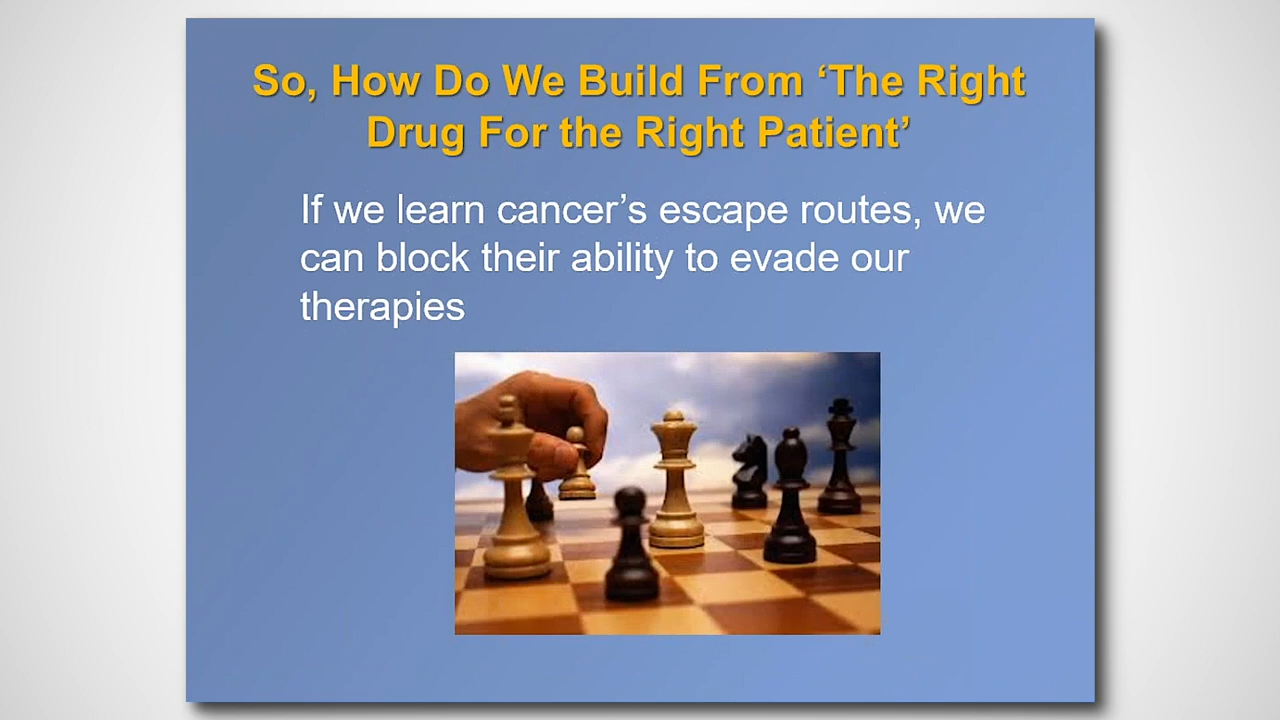 So, How Do We Build From ‘The Right
Drug For the Right Patient’
If we learn cancer’s escape routes, we
can block their ability to evade our
therapies